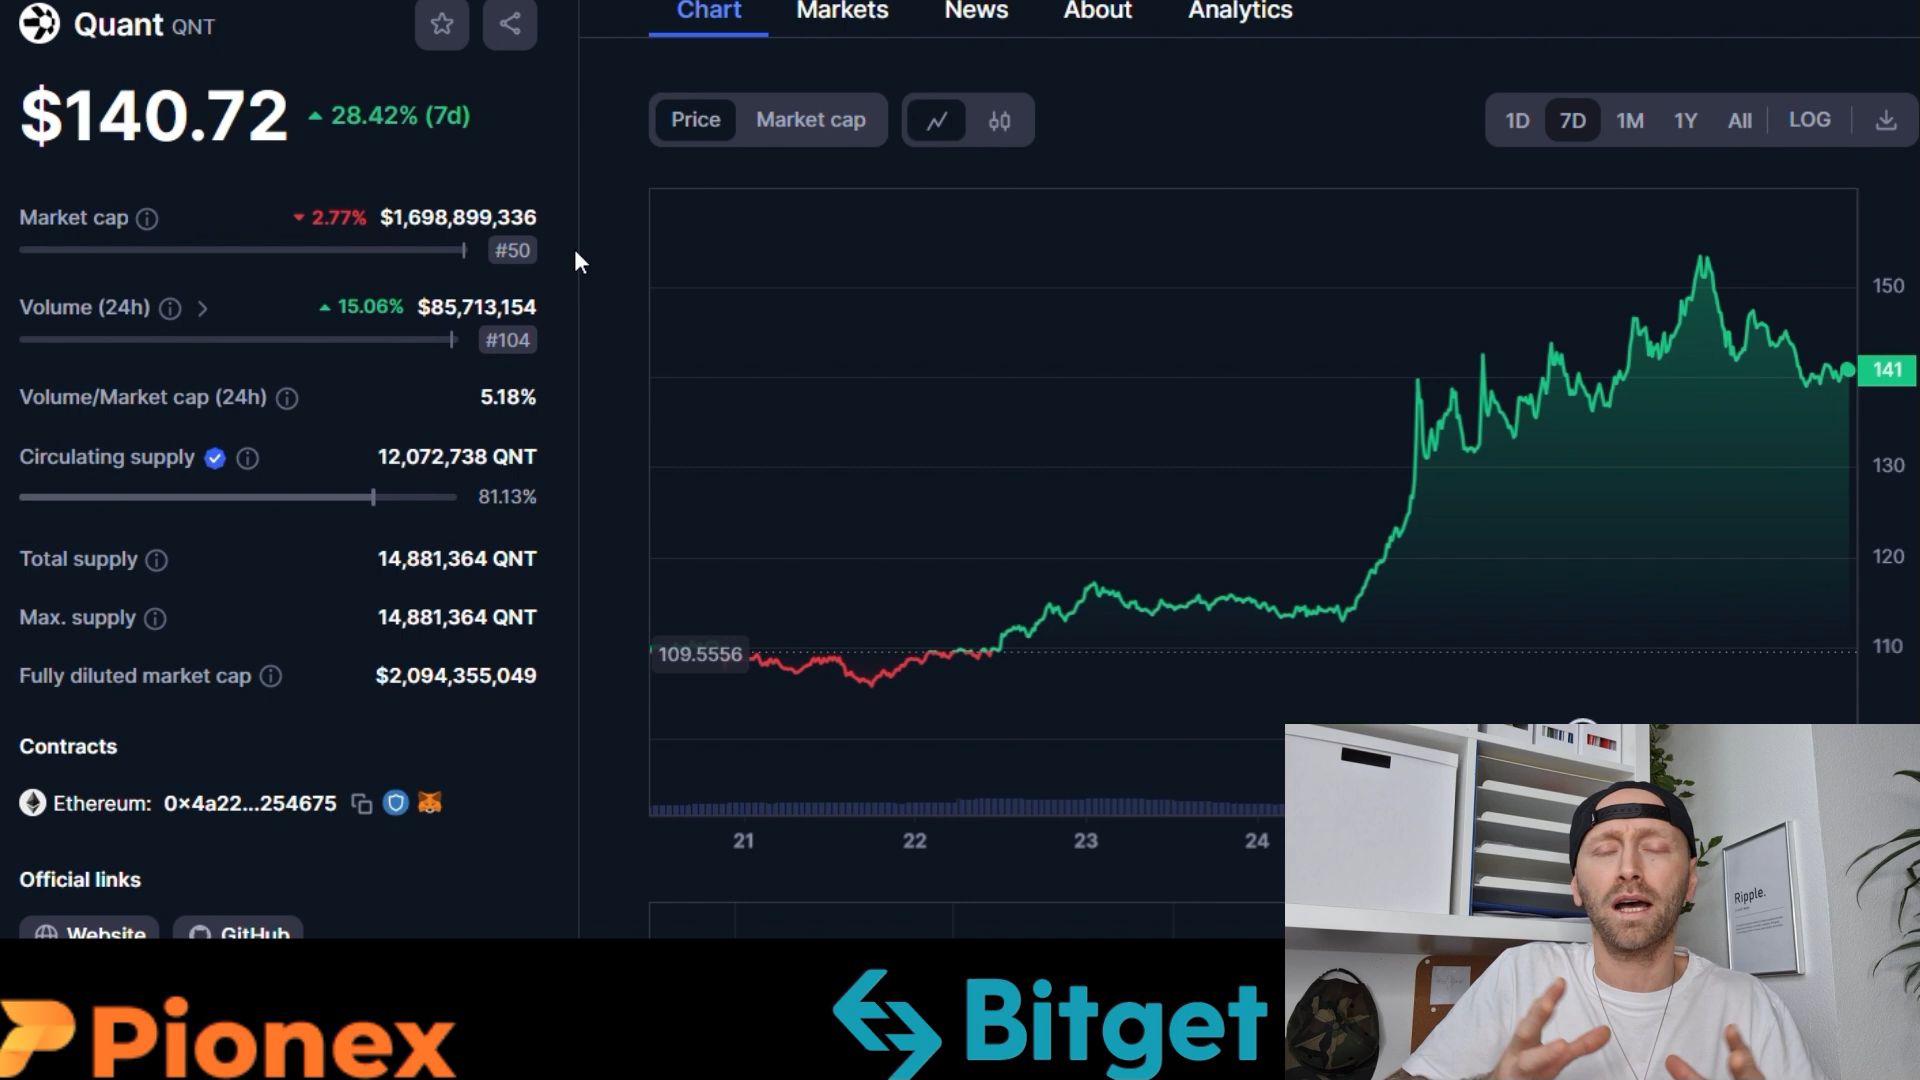 Quant QNT
$140.72 28.42% (7d)
Market cap 2.77% $1,698,899,336
#50
Volume (24h) 15.06% $85,713,154
#104
Volume/Market cap (24h) 5.18%
Circulating supply 12,072,738 QNT
81.13%
Total supply 14,881,364 QNT
Max. supply 14,881,364 QNT
Fully diluted market cap $2,094,355,049
Contracts
Ethereum: 0x4a22...254675
Official links
Website GitHub
Chart Markets News About Analytics
Price Market cap
1D 7D 1M 1Y All LOG
150
141
130
120
110
109.5556
21 22 23 24
Ripple.
Pionex
Bitget